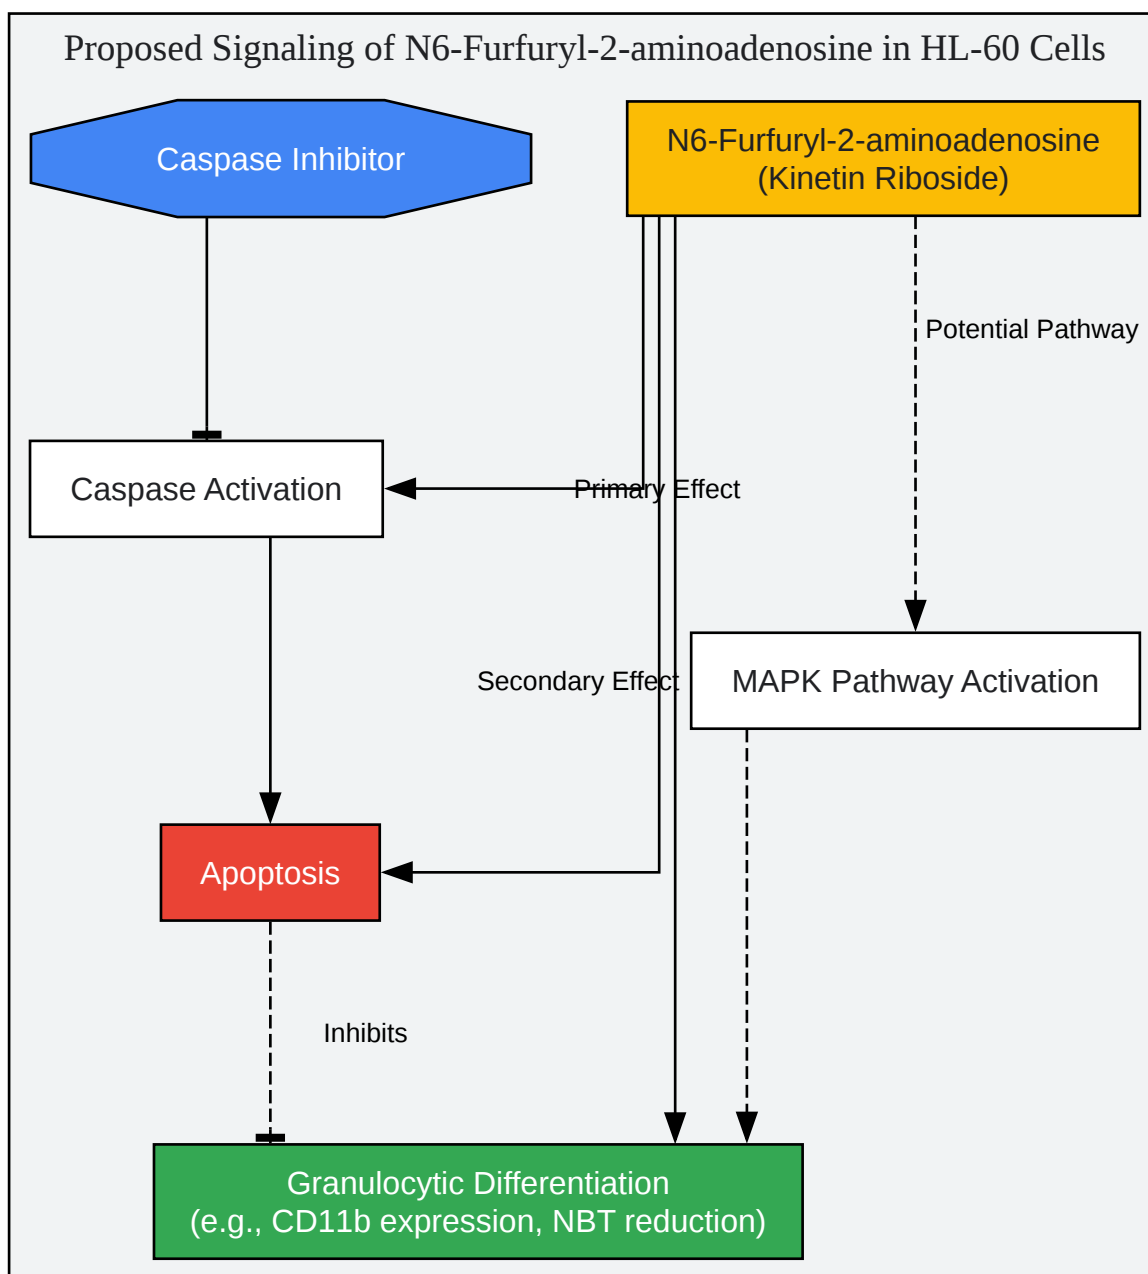 Proposed Signaling of N6-Furfuryl-2-aminoadenosine in HL-60 Cells
Caspase Inhibitor
N6-Furfuryl-2-aminoadenosine
(Kinetin Riboside)
Potential Pathway
Caspase Activation
Primary Effect
Secondary Effect
MAPK Pathway Activation
Apoptosis
Inhibits
Granulocytic Differentiation
(e.g., CD11b expression, NBT reduction)